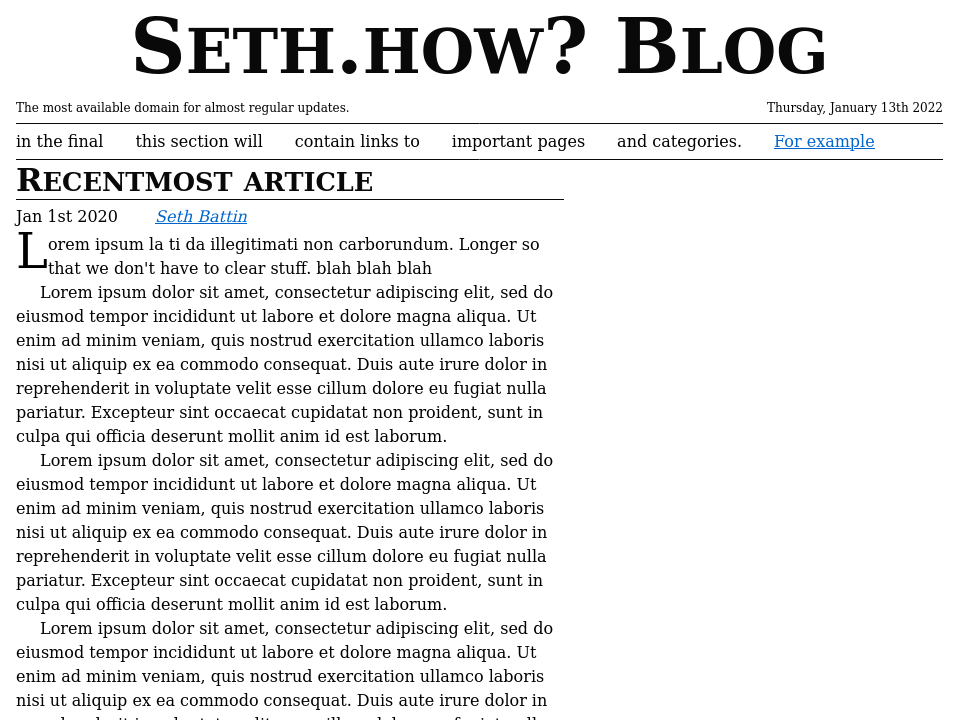 Seth.how? Blog
The most available domain for almost regular updates. Thursday, January 13th 2022
in the final this section will contain links to important pages and categories. For example
Recentmost article
Jan 1st 2020 Seth Battin
Lorem ipsum la ti da illegitimati non carborundum. Longer so
that we don't have to clear stuff. blah blah blah
Lorem ipsum dolor sit amet, consectetur adipiscing elit, sed do
eiusmod tempor incididunt ut labore et dolore magna aliqua. Ut
enim ad minim veniam, quis nostrud exercitation ullamco laboris
nisi ut aliquip ex ea commodo consequat. Duis aute irure dolor in
reprehenderit in voluptate velit esse cillum dolore eu fugiat nulla
pariatur. Excepteur sint occaecat cupidatat non proident, sunt in
culpa qui officia deserunt mollit anim id est laborum.
Lorem ipsum dolor sit amet, consectetur adipiscing elit, sed do
eiusmod tempor incididunt ut labore et dolore magna aliqua. Ut
enim ad minim veniam, quis nostrud exercitation ullamco laboris
nisi ut aliquip ex ea commodo consequat. Duis aute irure dolor in
reprehenderit in voluptate velit esse cillum dolore eu fugiat nulla
pariatur. Excepteur sint occaecat cupidatat non proident, sunt in
culpa qui officia deserunt mollit anim id est laborum.
Lorem ipsum dolor sit amet, consectetur adipiscing elit, sed do
eiusmod tempor incididunt ut labore et dolore magna aliqua. Ut
enim ad minim veniam, quis nostrud exercitation ullamco laboris
nisi ut aliquip ex ea commodo consequat. Duis aute irure dolor in